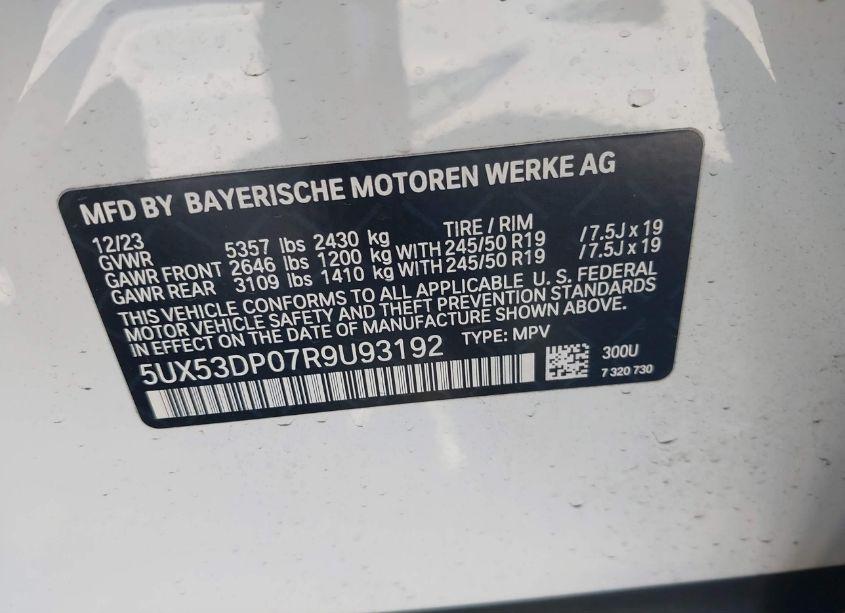 MFD BY BAYERISCHE MOTOREN WERKE AG
12/23 TIRE / RIM
GVWR 5357 lbs 2430 kg
GAWR FRONT 2646 lbs 1200 kg WITH 245/50 R19 / 7.5J x 19
GAWR REAR 3109 lbs 1410 kg WITH 245/50 R19 / 7.5J x 19
THIS VEHICLE CONFORMS TO ALL APPLICABLE U. S. FEDERAL
MOTOR VEHICLE SAFETY AND THEFT PREVENTION STANDARDS
IN EFFECT ON THE DATE OF MANUFACTURE SHOWN ABOVE.
5UX53DP07R9U93192 TYPE: MPV
300U
7 320 730